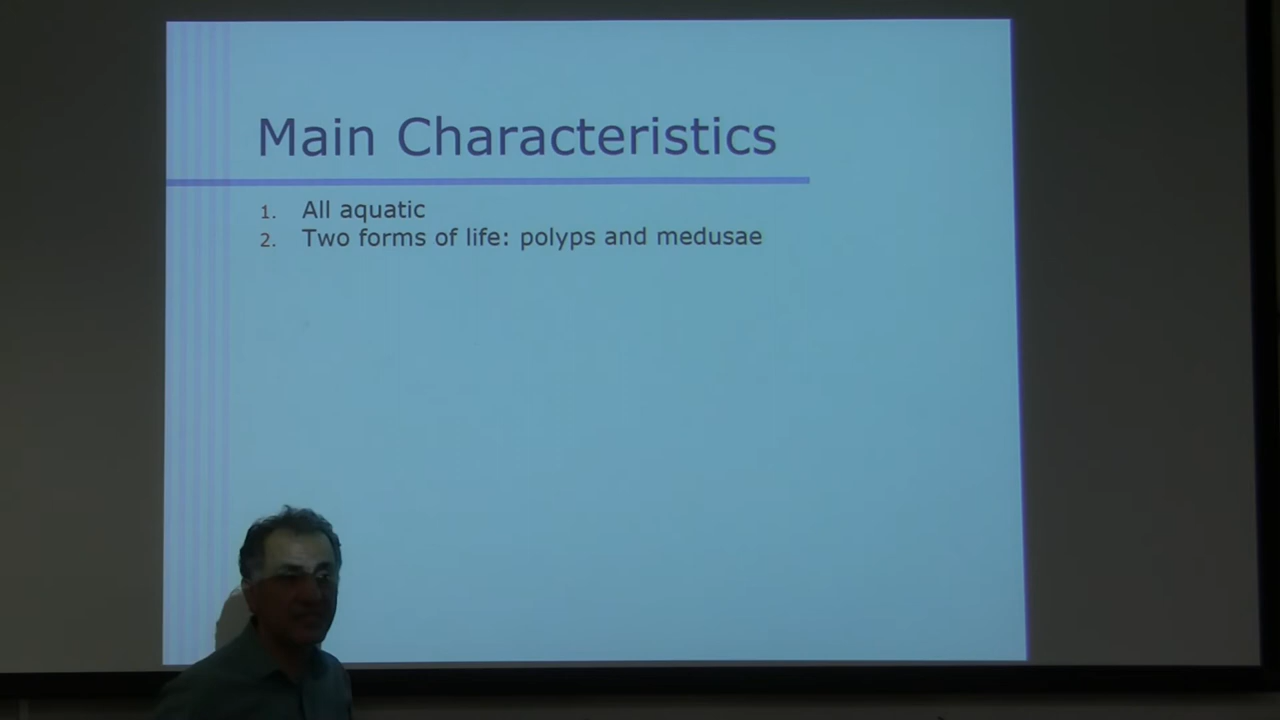 Main Characteristics
1. All aquatic
2. Two forms of life: polyps and medusae